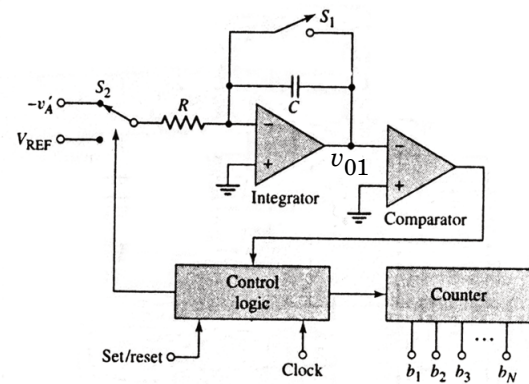 S₁
S₂
R
C
−v′A
VREF
−
+
Integrator
v01
−
+
Comparator
Control
logic
Counter
Set/reset
Clock
b₁ b₂ b₃ ... bN